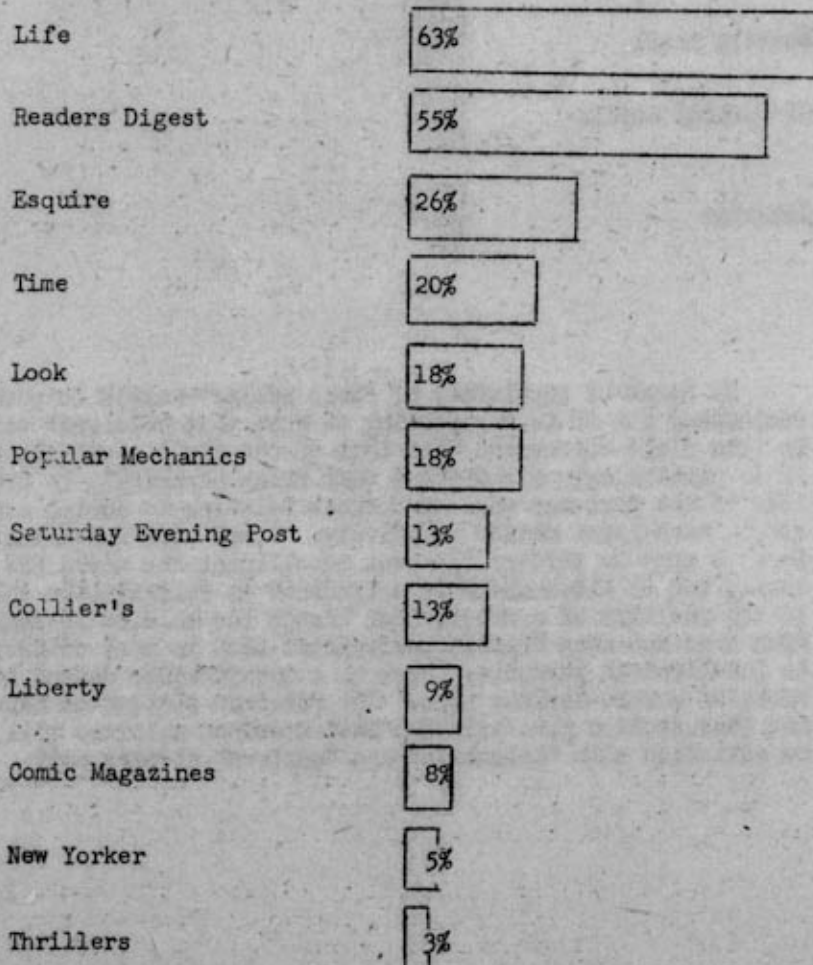 Life 63%
Readers Digest 55%
Esquire 26%
Time 20%
Look 18%
Popular Mechanics 18%
Saturday Evening Post 13%
Collier's 13%
Liberty 9%
Comic Magazines 8%
New Yorker 5%
Thrillers 3%